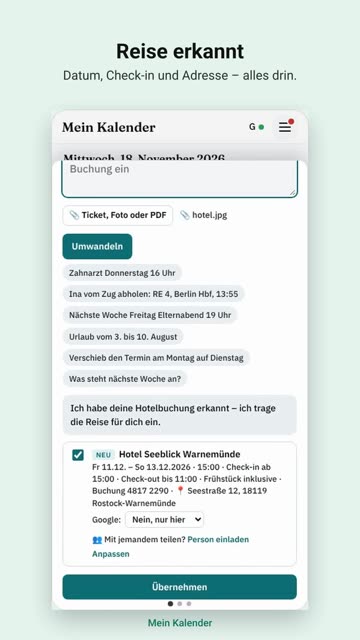 Reise erkannt
Datum, Check-in und Adresse – alles drin.
Mein Kalender
G
Mittwoch, 18. November 2026
Buchung ein
📎 Ticket, Foto oder PDF 📎 hotel.jpg
Umwandeln
Zahnarzt Donnerstag 16 Uhr
Ina vom Zug abholen: RE 4, Berlin Hbf, 13:55
Nächste Woche Freitag Elternabend 19 Uhr
Urlaub vom 3. bis 10. August
Verschieb den Termin am Montag auf Dienstag
Was steht nächste Woche an?
Ich habe deine Hotelbuchung erkannt – ich trage
die Reise für dich ein.
NEU Hotel Seeblick Warnemünde
Fr 11.12. – So 13.12.2026 · 15:00 · Check-in ab
15:00 · Check-out bis 11:00 · Frühstück inklusive ·
Buchung 4817 2290 · 📍 Seestraße 12, 18119
Rostock-Warnemünde
Google: Nein, nur hier
👥 Mit jemandem teilen? Person einladen
Anpassen
Übernehmen
Mein Kalender